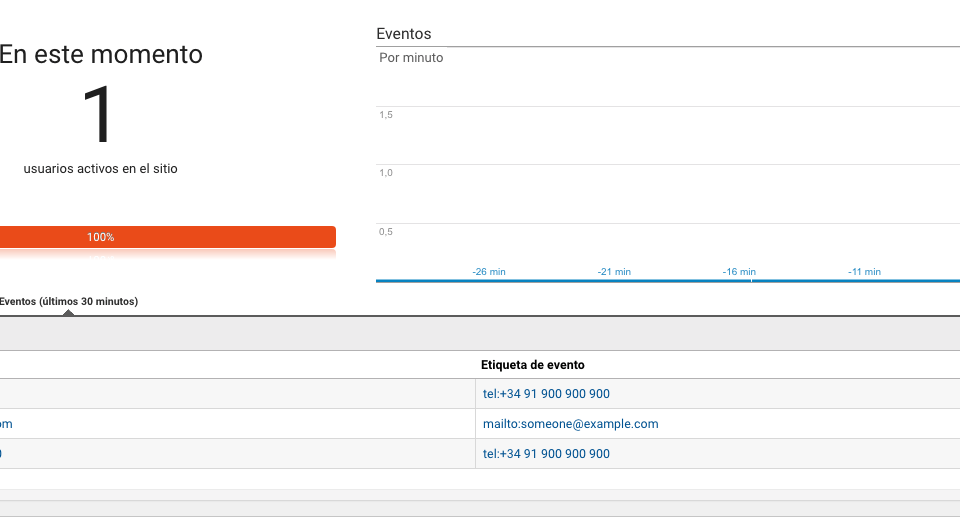 En este momento
1
usuarios activos en el sitio
100%
Eventos
Por minuto
1,5
1,0
0,5
-26 min
-21 min
-16 min
-11 min
Eventos (últimos 30 minutos)
Etiqueta de evento
tel:+34 91 900 900 900
om mailto:someone@example.com
tel:+34 91 900 900 900